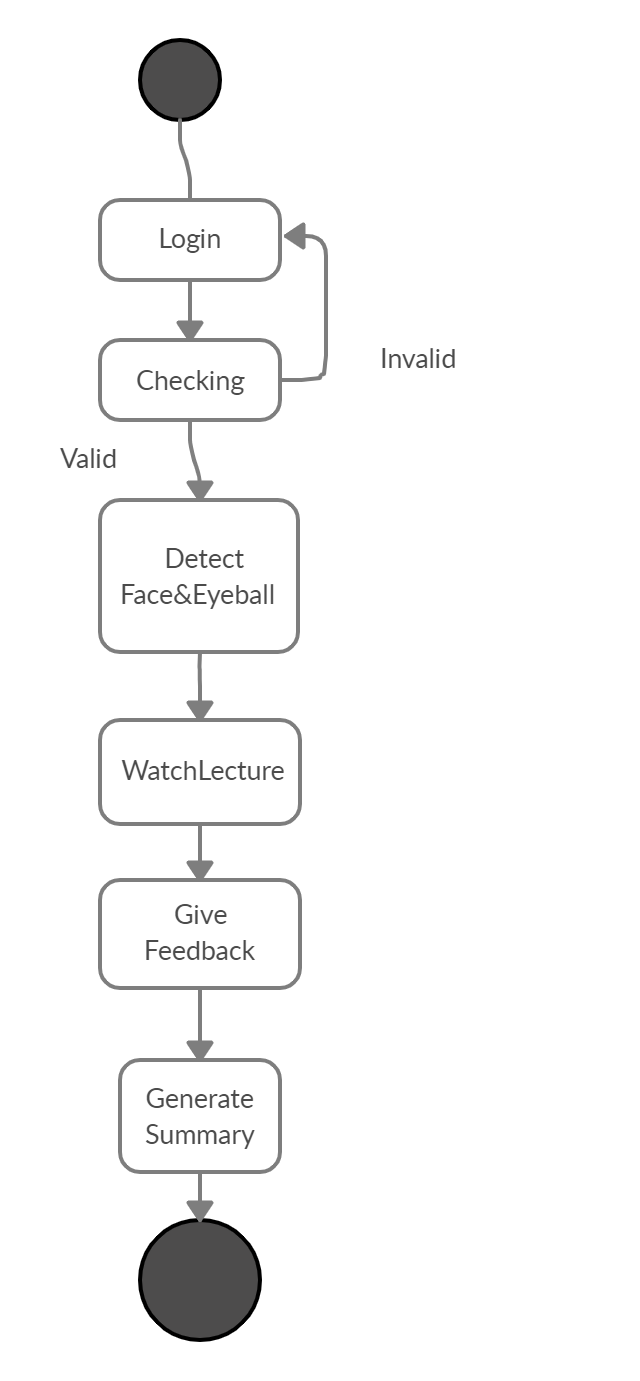 Login
Invalid
Checking
Valid
Detect
Face&Eyeball
WatchLecture
Give
Feedback
Generate
Summary